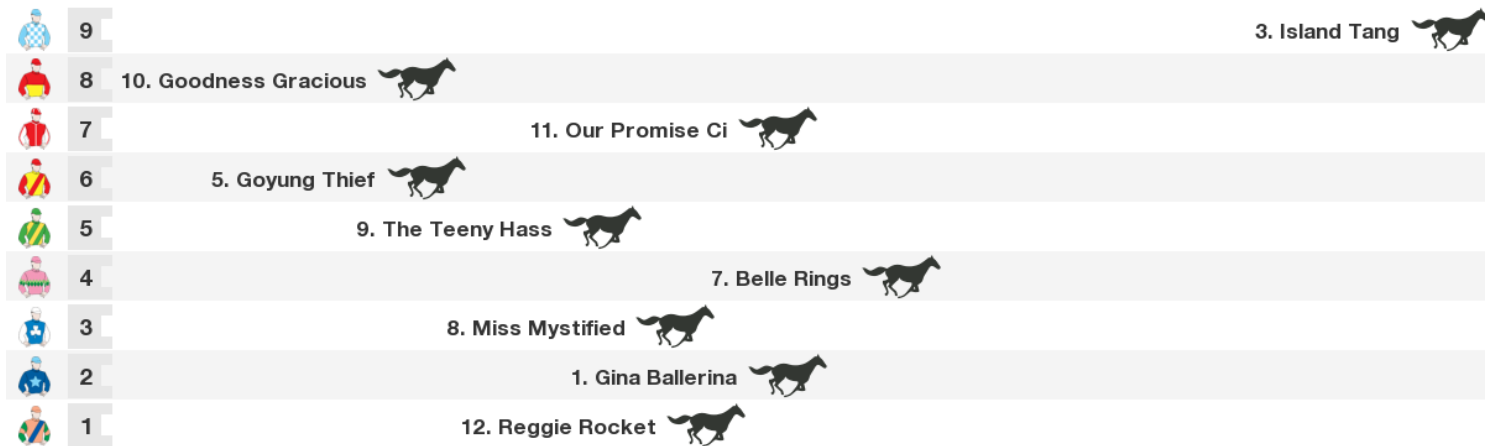 9 3. Island Tang
8 10. Goodness Gracious
7 11. Our Promise Ci
6 5. Goyung Thief
5 9. The Teeny Hass
4 7. Belle Rings
3 8. Miss Mystified
2 1. Gina Ballerina
1 12. Reggie Rocket